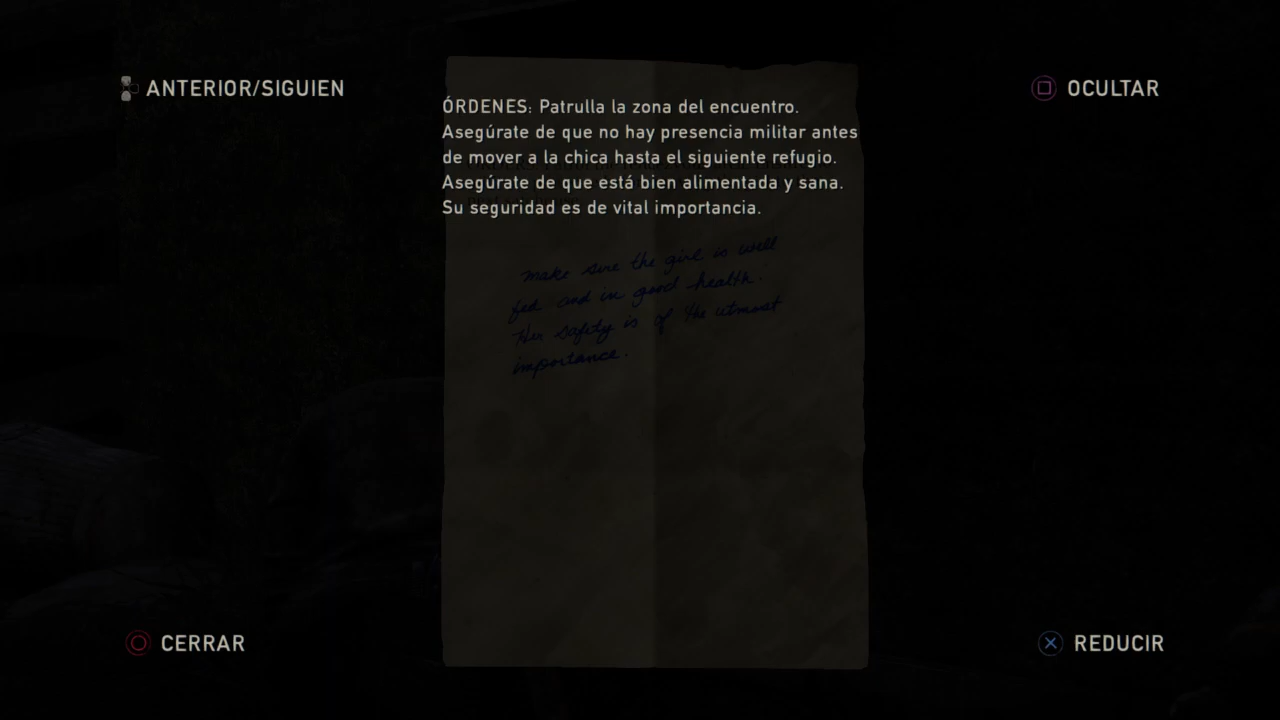 ANTERIOR/SIGUIEN
OCULTAR
ÓRDENES: Patrulla la zona del encuentro.
Asegúrate de que no hay presencia militar antes
de mover a la chica hasta el siguiente refugio.
Asegúrate de que está bien alimentada y sana.
Su seguridad es de vital importancia.
make sure the girl is well
fed and in good health.
Her safety is of the utmost
importance.
CERRAR
REDUCIR